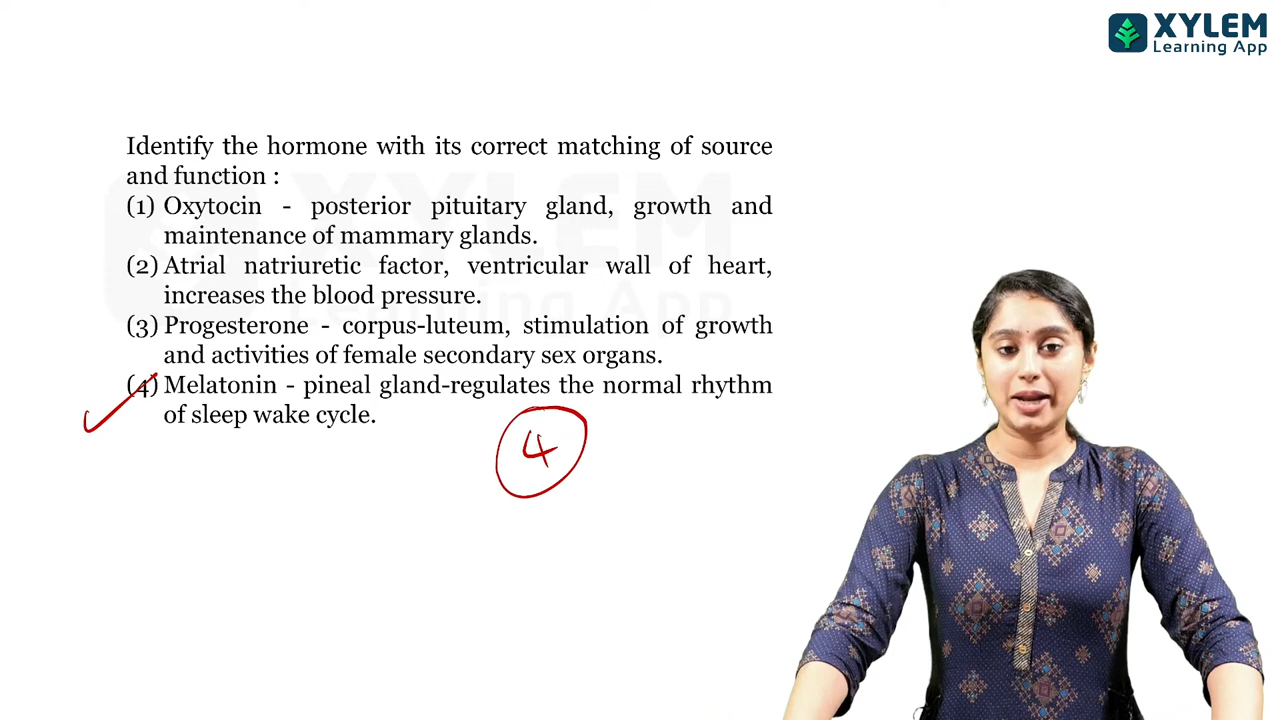 XYLEM
Learning App
Identify the hormone with its correct matching of source
and function :
(1) Oxytocin - posterior pituitary gland, growth and
maintenance of mammary glands.
(2) Atrial natriuretic factor, ventricular wall of heart,
increases the blood pressure.
(3) Progesterone - corpus-luteum, stimulation of growth
and activities of female secondary sex organs.
(4) Melatonin - pineal gland-regulates the normal rhythm
of sleep wake cycle.
4
XYLEM
Learning App